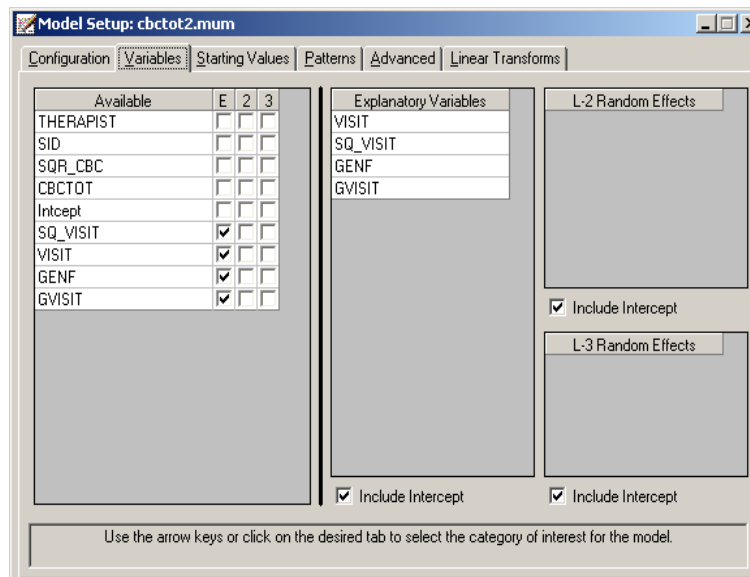 Model Setup: cbctot2.mum
Configuration Variables Starting Values Patterns Advanced Linear Transforms
Available E 2 3
THERAPIST
SID
SQR_CBC
CBCTOT
Intcept
SQ_VISIT
VISIT
GENF
GVISIT
Explanatory Variables
VISIT
SQ_VISIT
GENF
GVISIT
Include Intercept
L-2 Random Effects
Include Intercept
L-3 Random Effects
Include Intercept
Use the arrow keys or click on the desired tab to select the category of interest for the model.